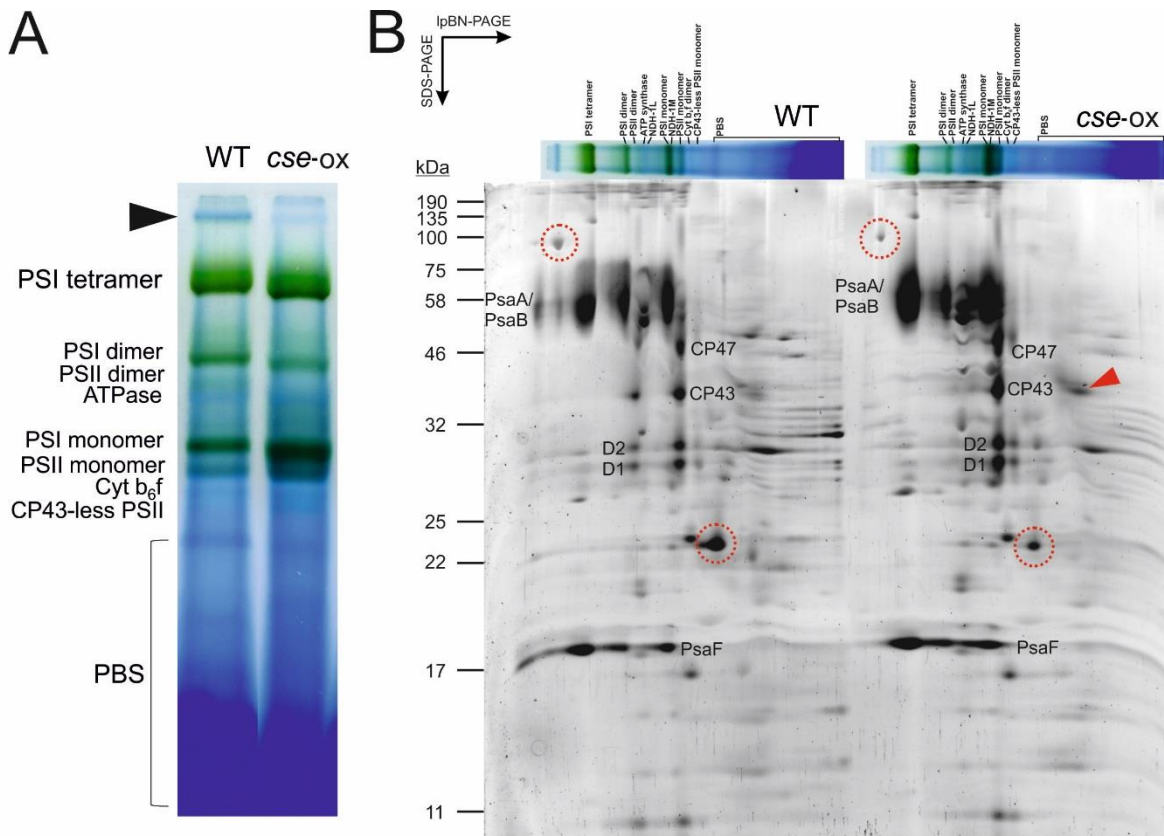 A
WT cse-ox
PSI tetramer
PSI dimer
PSII dimer
ATPase
PSI monomer
PSII monomer
Cyt b₆f
CP43-less PSII
PBS
B
lpBN-PAGE
SDS-PAGE
PSI tetramer
PSI dimer
PSII dimer
ATP synthase
NDH-1L
PSI monomer
NDH-1M
PSII monomer
Cyt b₆f dimer
CP43-less PSII monomer
PBS
WT
PSI tetramer
PSI dimer
PSII dimer
ATP synthase
NDH-1L
PSI monomer
NDH-1M
PSII monomer
Cyt b₆f dimer
CP43-less PSII monomer
PBS
cse-ox
kDa
190
135
100
75
58
46
32
25
22
17
11
PsaA/
PsaB
CP47
CP43
D2
D1
PsaF
PsaA/
PsaB
CP47
CP43
D2
D1
PsaF